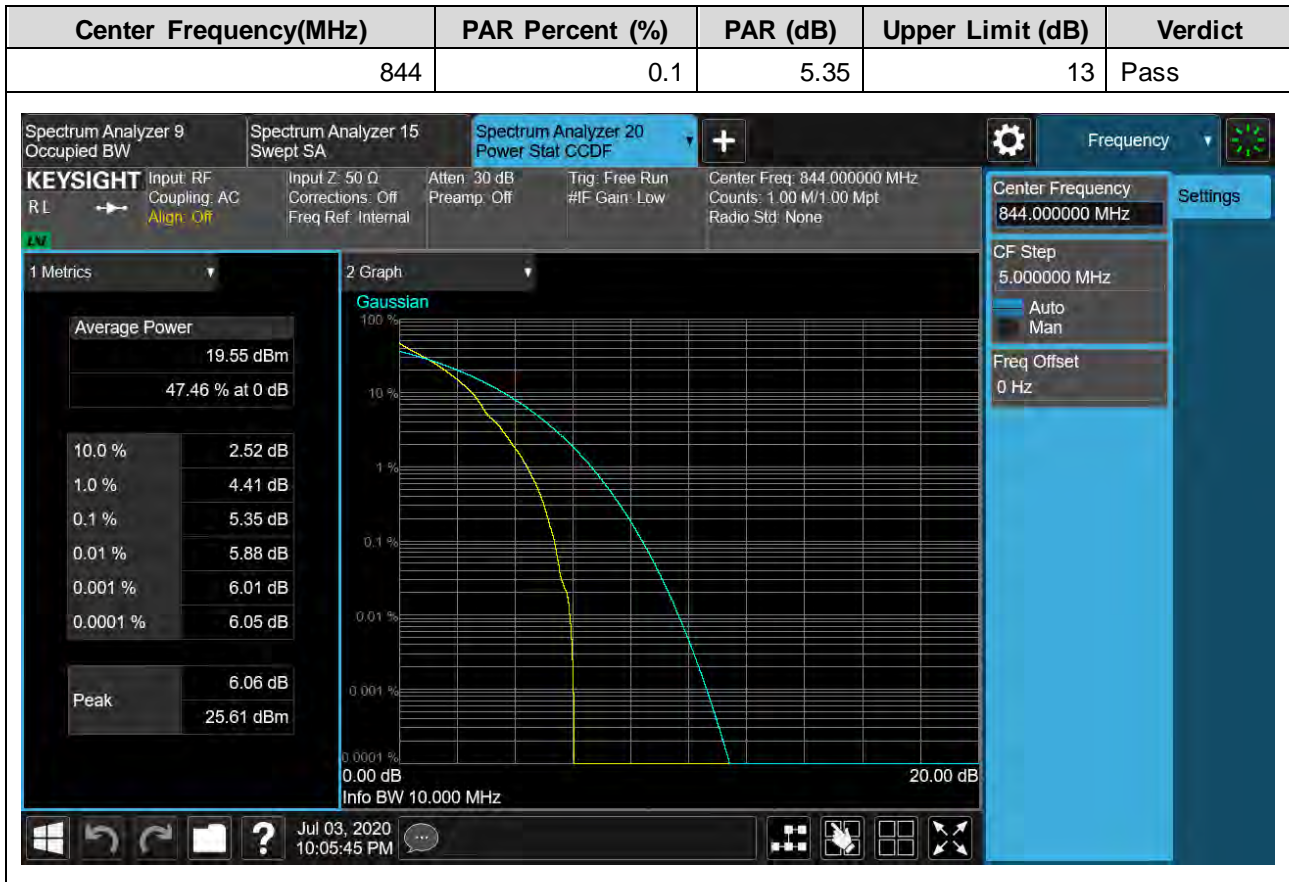 Center Frequency(MHz) PAR Percent (%) PAR (dB) Upper Limit (dB) Verdict
844 0.1 5.35 13 Pass
Spectrum Analyzer 9
Occupied BW
Spectrum Analyzer 15
Swept SA
Spectrum Analyzer 20
Power Stat CCDF
Frequency
KEYSIGHT
RL
LXI
Input: RF
Coupling: AC
Align: Off
Input Z: 50 Ω
Corrections: Off
Freq Ref: Internal
Atten: 30 dB
Preamp: Off
Trig: Free Run
#IF Gain: Low
Center Freq: 844.000000 MHz
Counts: 1.00 M/1.00 Mpt
Radio Std: None
Center Frequency
844.000000 MHz
Settings
CF Step
5.000000 MHz
Auto
Man
Freq Offset
0 Hz
1 Metrics
Average Power
19.55 dBm
47.46 % at 0 dB
10.0 % 2.52 dB
1.0 % 4.41 dB
0.1 % 5.35 dB
0.01 % 5.88 dB
0.001 % 6.01 dB
0.0001 % 6.05 dB
Peak
6.06 dB
25.61 dBm
2 Graph
Gaussian
100 %
10 %
1 %
0.1 %
0.01 %
0.001 %
0.0001 %
0.00 dB 20.00 dB
Info BW 10.000 MHz
?
Jul 03, 2020
10:05:45 PM